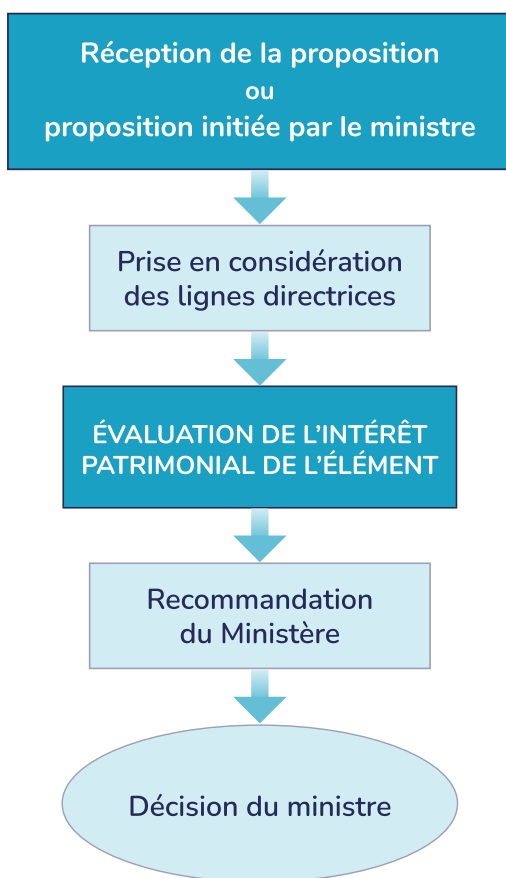 Réception de la proposition
ou
proposition initiée par le ministre
Prise en considération
des lignes directrices
ÉVALUATION DE L’INTÉRÊT
PATRIMONIAL DE L’ÉLÉMENT
Recommandation
du Ministère
Décision du ministre